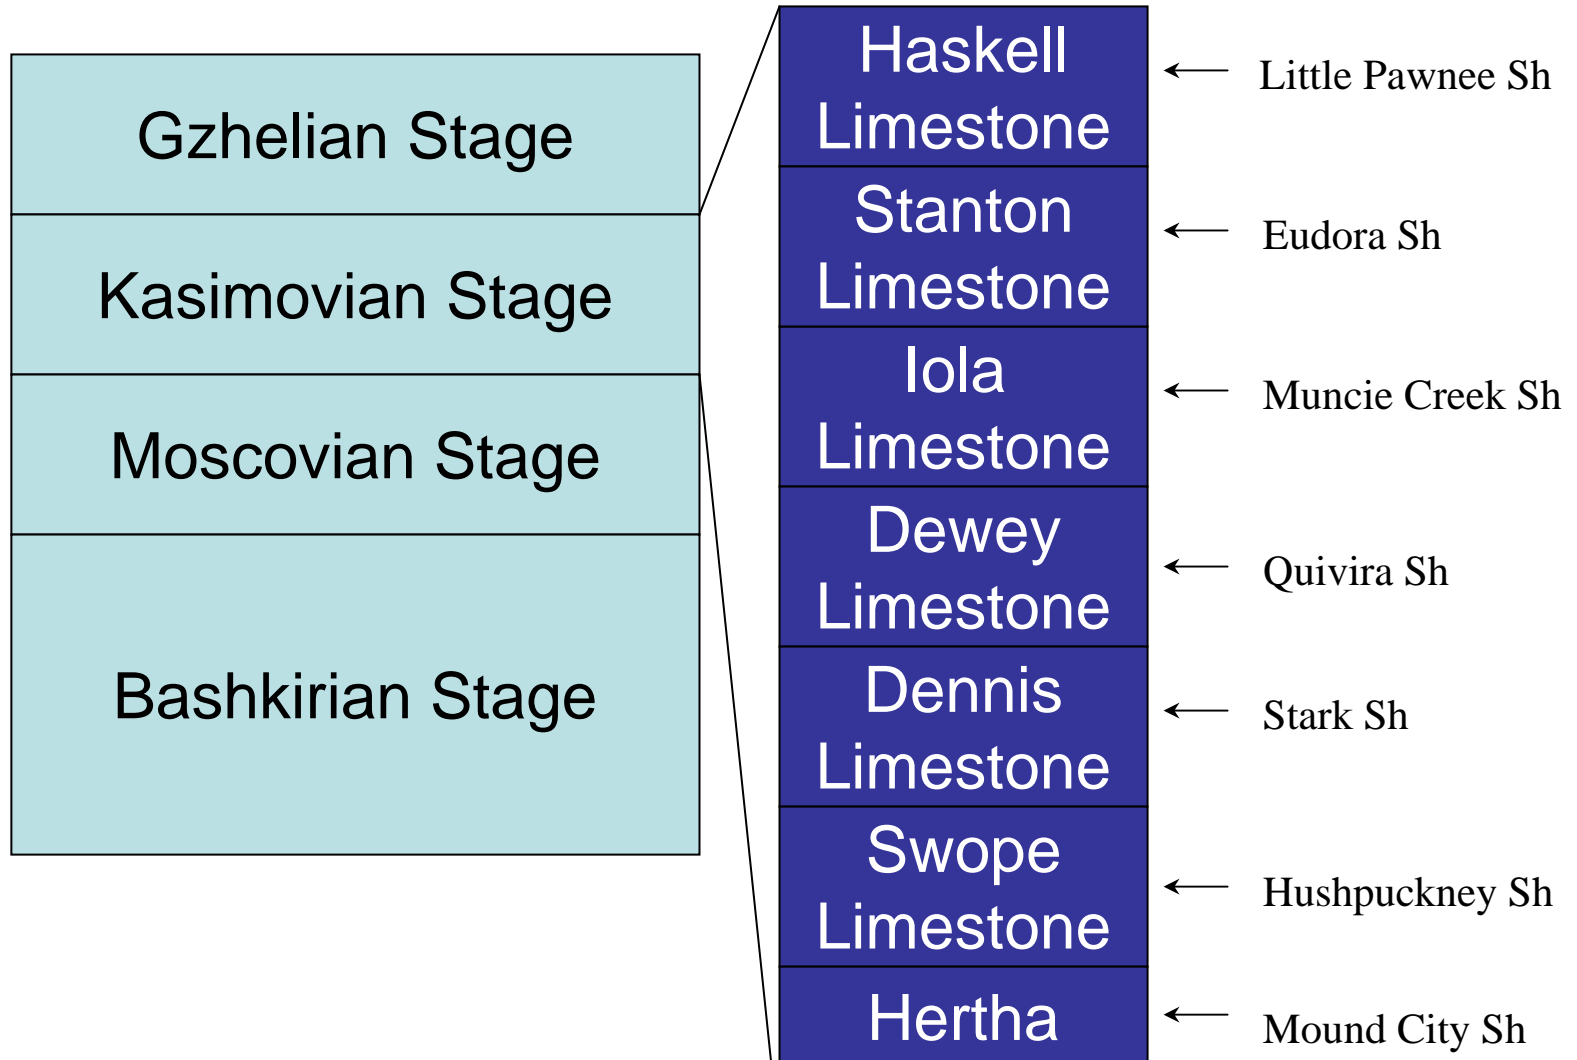 Gzhelian Stage
Kasimovian Stage
Moscovian Stage
Bashkirian Stage
Haskell
Limestone
Stanton
Limestone
Iola
Limestone
Dewey
Limestone
Dennis
Limestone
Swope
Limestone
Hertha
Little Pawnee Sh
Eudora Sh
Muncie Creek Sh
Quivira Sh
Stark Sh
Hushpuckney Sh
Mound City Sh